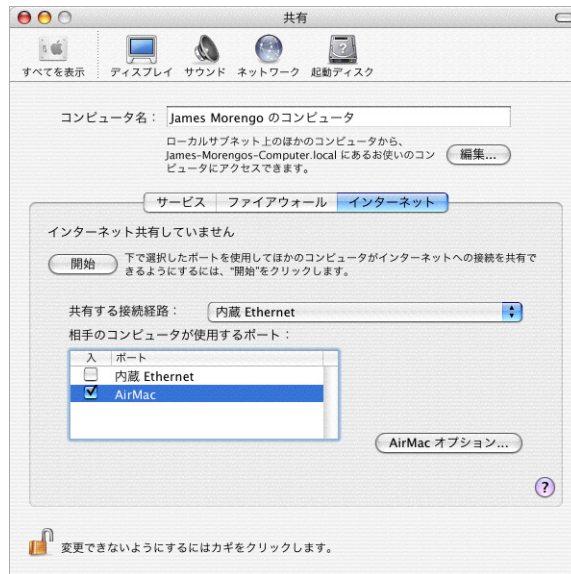 共有
すべてを表示 ディスプレイ サウンド ネットワーク 起動ディスク
コンピュータ名： James Morengo のコンピュータ
ローカルサブネット上のほかのコンピュータから、
James-Morengos-Computer.local にあるお使いのコン
ピュータにアクセスできます。
編集...
サービス ファイアウォール インターネット
インターネット共有していません
開始
下で選択したポートを使用してほかのコンピュータがインターネットへの接続を共有で
きるようにするには、“開始”をクリックします。
共有する接続経路： 内蔵 Ethernet
相手のコンピュータが使用するポート：
入 ポート
内蔵 Ethernet
AirMac
AirMac オプション...
?
変更できないようにするにはカギをクリックします。